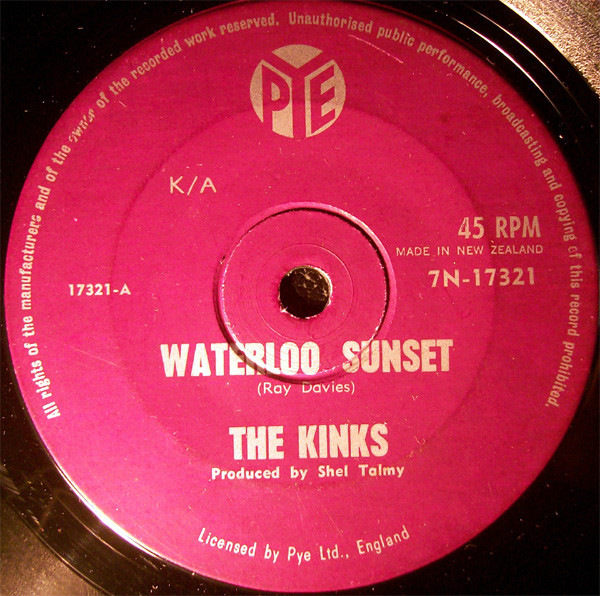 All rights of the manufacturers and of the owner of the recorded work reserved. Unauthorised public performance, broadcasting and copying of this record prohibited.
PYE
K/A
45 RPM
MADE IN NEW ZEALAND
17321-A
7N-17321
WATERLOO SUNSET
(Ray Davies)
THE KINKS
Produced by Shel Talmy
Licensed by Pye Ltd., England